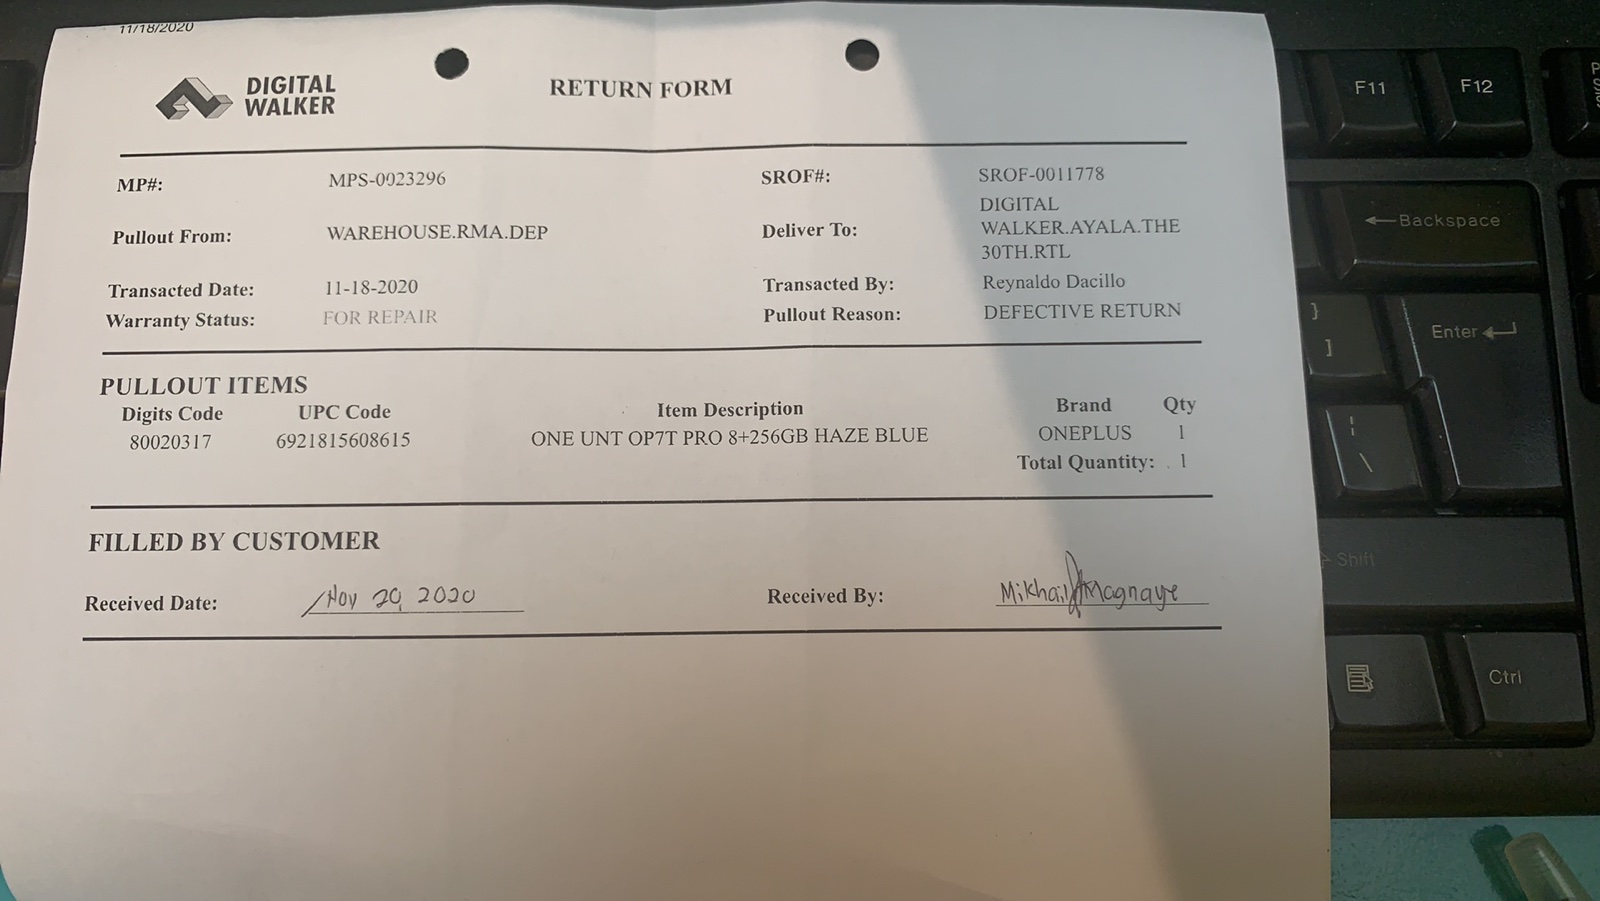 11/18/2020
DIGITAL
WALKER
RETURN FORM
MP#: MPS-0023296 SROF#: SROF-0011778
Pullout From: WAREHOUSE.RMA.DEP Deliver To: DIGITAL
WALKER.AYALA.THE
30TH.RTL
Transacted Date: 11-18-2020 Transacted By: Reynaldo Dacillo
Warranty Status: FOR REPAIR Pullout Reason: DEFECTIVE RETURN
PULLOUT ITEMS
Digits Code UPC Code Item Description Brand Qty
80020317 6921815608615 ONE UNT OP7T PRO 8+256GB HAZE BLUE ONEPLUS 1
Total Quantity: 1
FILLED BY CUSTOMER
Received Date: Nov 20, 2020 Received By: Mikhail Magnaye
F11 F12
Backspace
}
]
Enter
¦
\
Shift
Ctrl